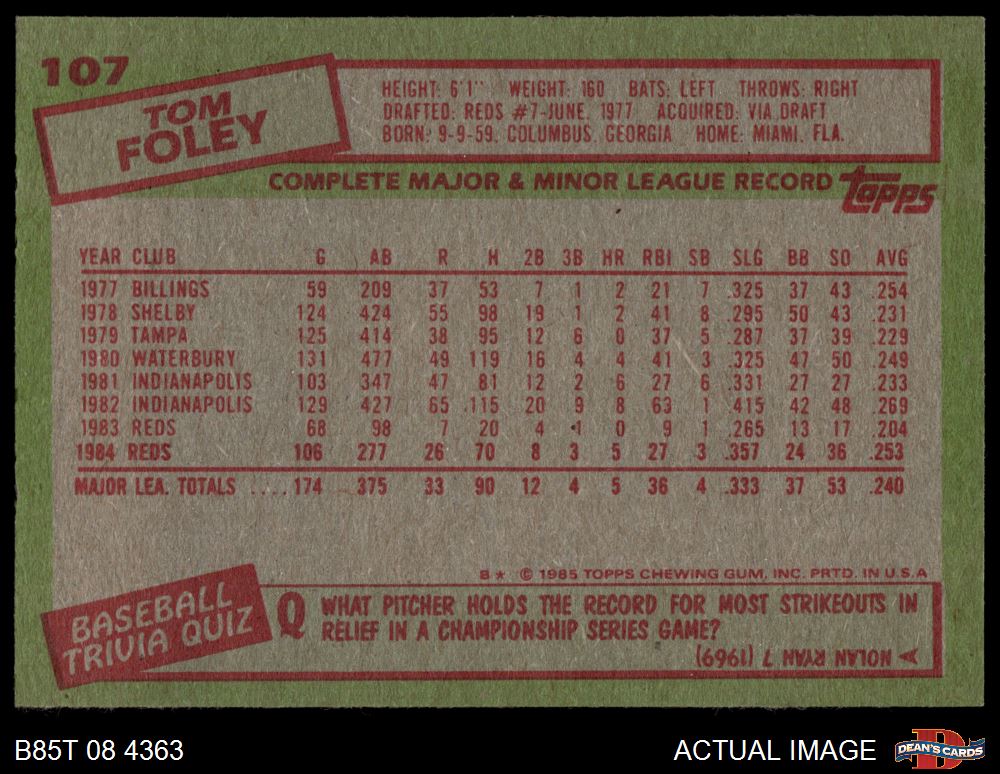 107
TOM
FOLEY
HEIGHT: 6'1" WEIGHT: 160 BATS: LEFT THROWS: RIGHT
DRAFTED: REDS #7-JUNE, 1977 ACQUIRED: VIA DRAFT
BORN: 9-9-59, COLUMBUS, GEORGIA HOME: MIAMI, FLA.
COMPLETE MAJOR & MINOR LEAGUE RECORD
TOPPS
YEAR CLUB G AB R H 2B 3B HR RBI SB SLG BB SO AVG
1977 BILLINGS 59 209 37 53 7 1 2 21 7 .325 37 43 .254
1978 SHELBY 124 424 55 98 19 1 2 41 8 .295 50 43 .231
1979 TAMPA 125 414 38 95 12 6 0 37 5 .287 37 39 .229
1980 WATERBURY 131 477 49 119 16 4 4 41 3 .325 47 50 .249
1981 INDIANAPOLIS 103 347 47 81 12 2 6 27 6 .331 27 27 .233
1982 INDIANAPOLIS 129 427 65 115 20 9 8 63 1 .415 42 48 .269
1983 REDS 68 98 7 20 4 1 0 9 1 .265 13 17 .204
1984 REDS 106 277 26 70 8 3 5 27 3 .357 24 36 .253
MAJOR LEA. TOTALS .... 174 375 33 90 12 4 5 36 4 .333 37 53 .240
B★ © 1985 TOPPS CHEWING GUM, INC. PRTD. IN U.S.A
BASEBALL
TRIVIA QUIZ
Q WHAT PITCHER HOLDS THE RECORD FOR MOST STRIKEOUTS IN
RELIEF IN A CHAMPIONSHIP SERIES GAME?
A NOLAN RYAN 7 (1969)
B85T 08 4363
ACTUAL IMAGE
D
DEAN'S CARDS